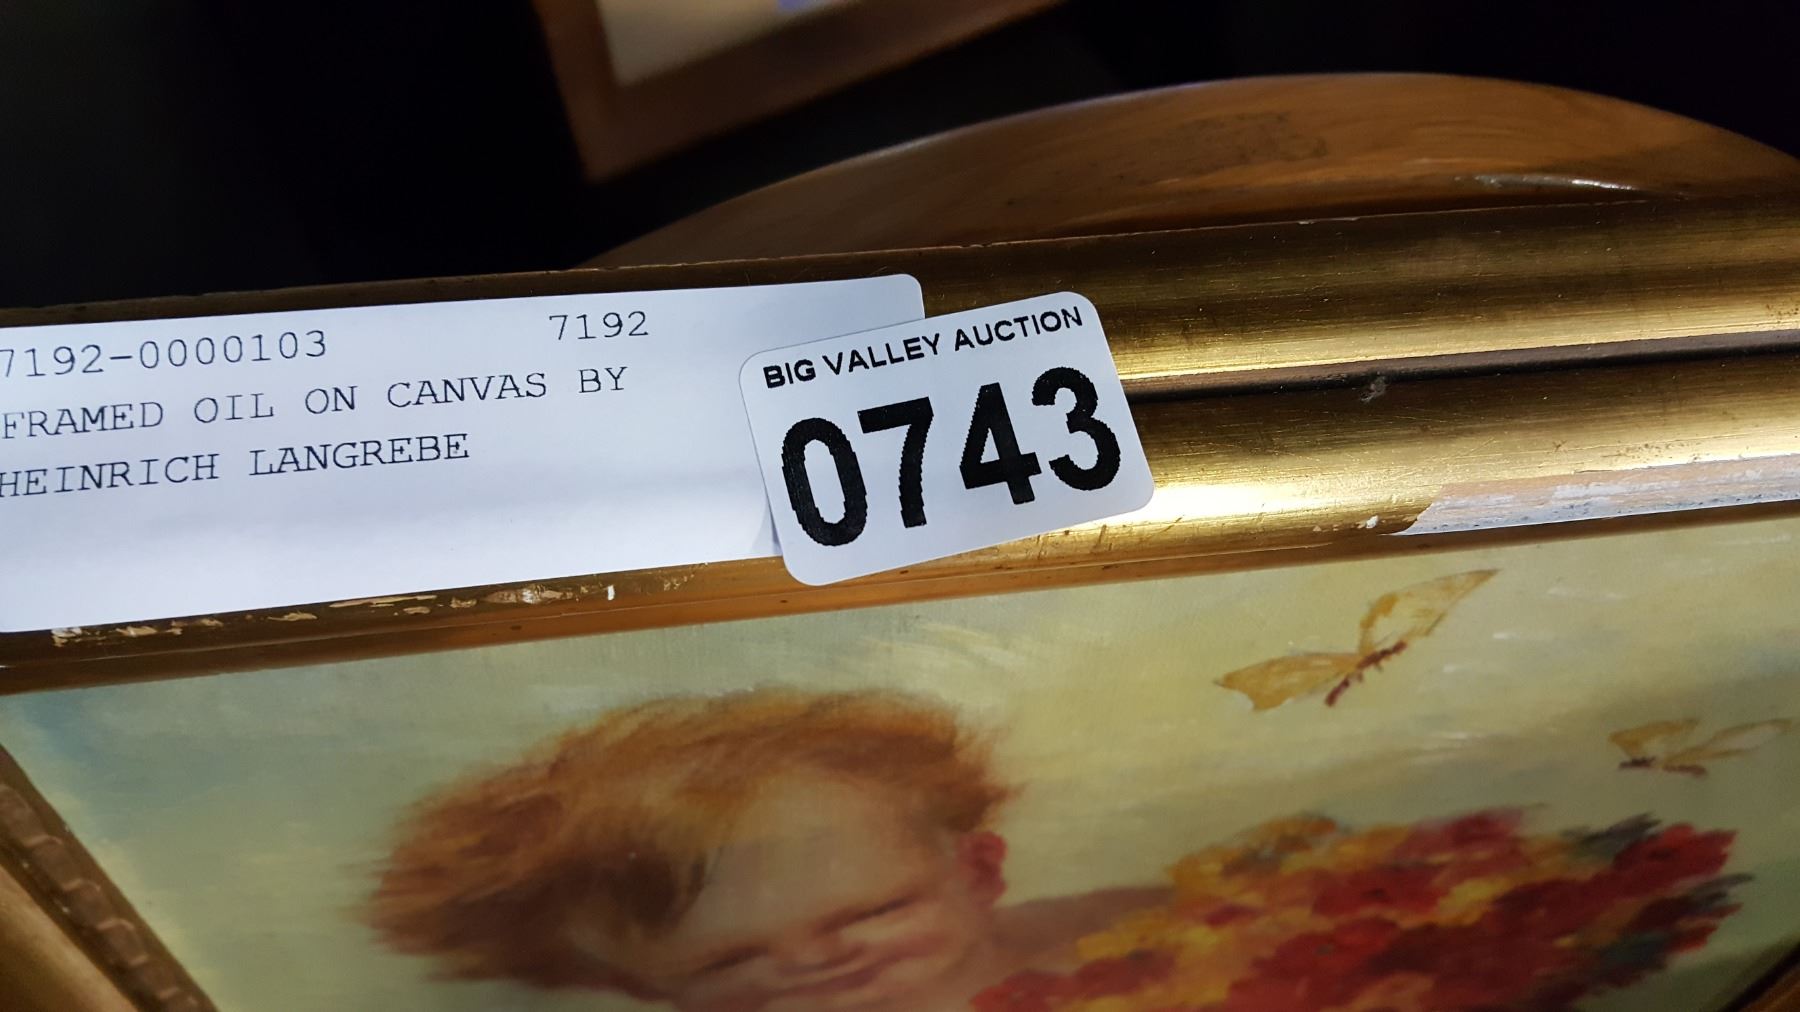 7192-0000103 7192
FRAMED OIL ON CANVAS BY
HEINRICH LANGREBE
BIG VALLEY AUCTION
0743